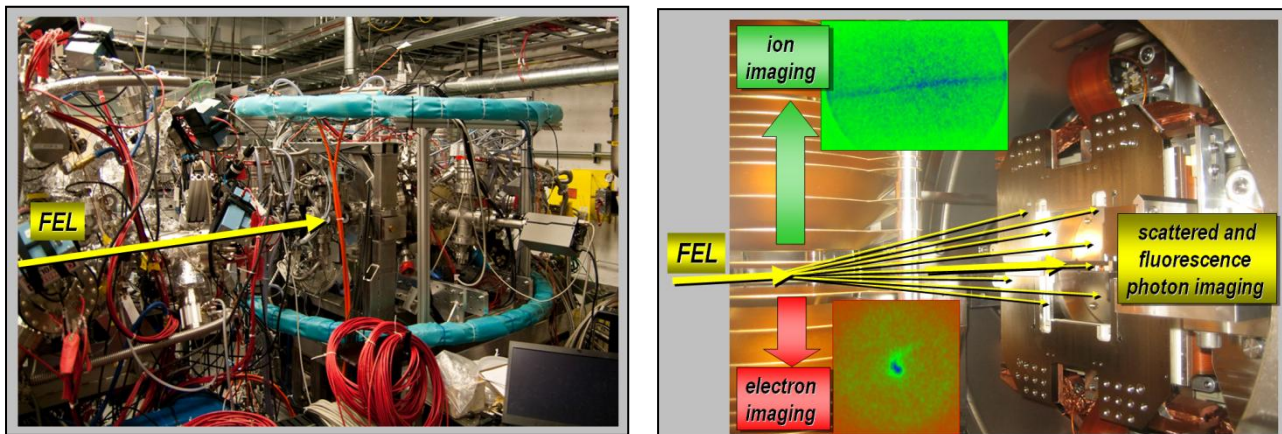 FEL
ion
imaging
FEL
scattered and
fluorescence
photon imaging
electron
imaging